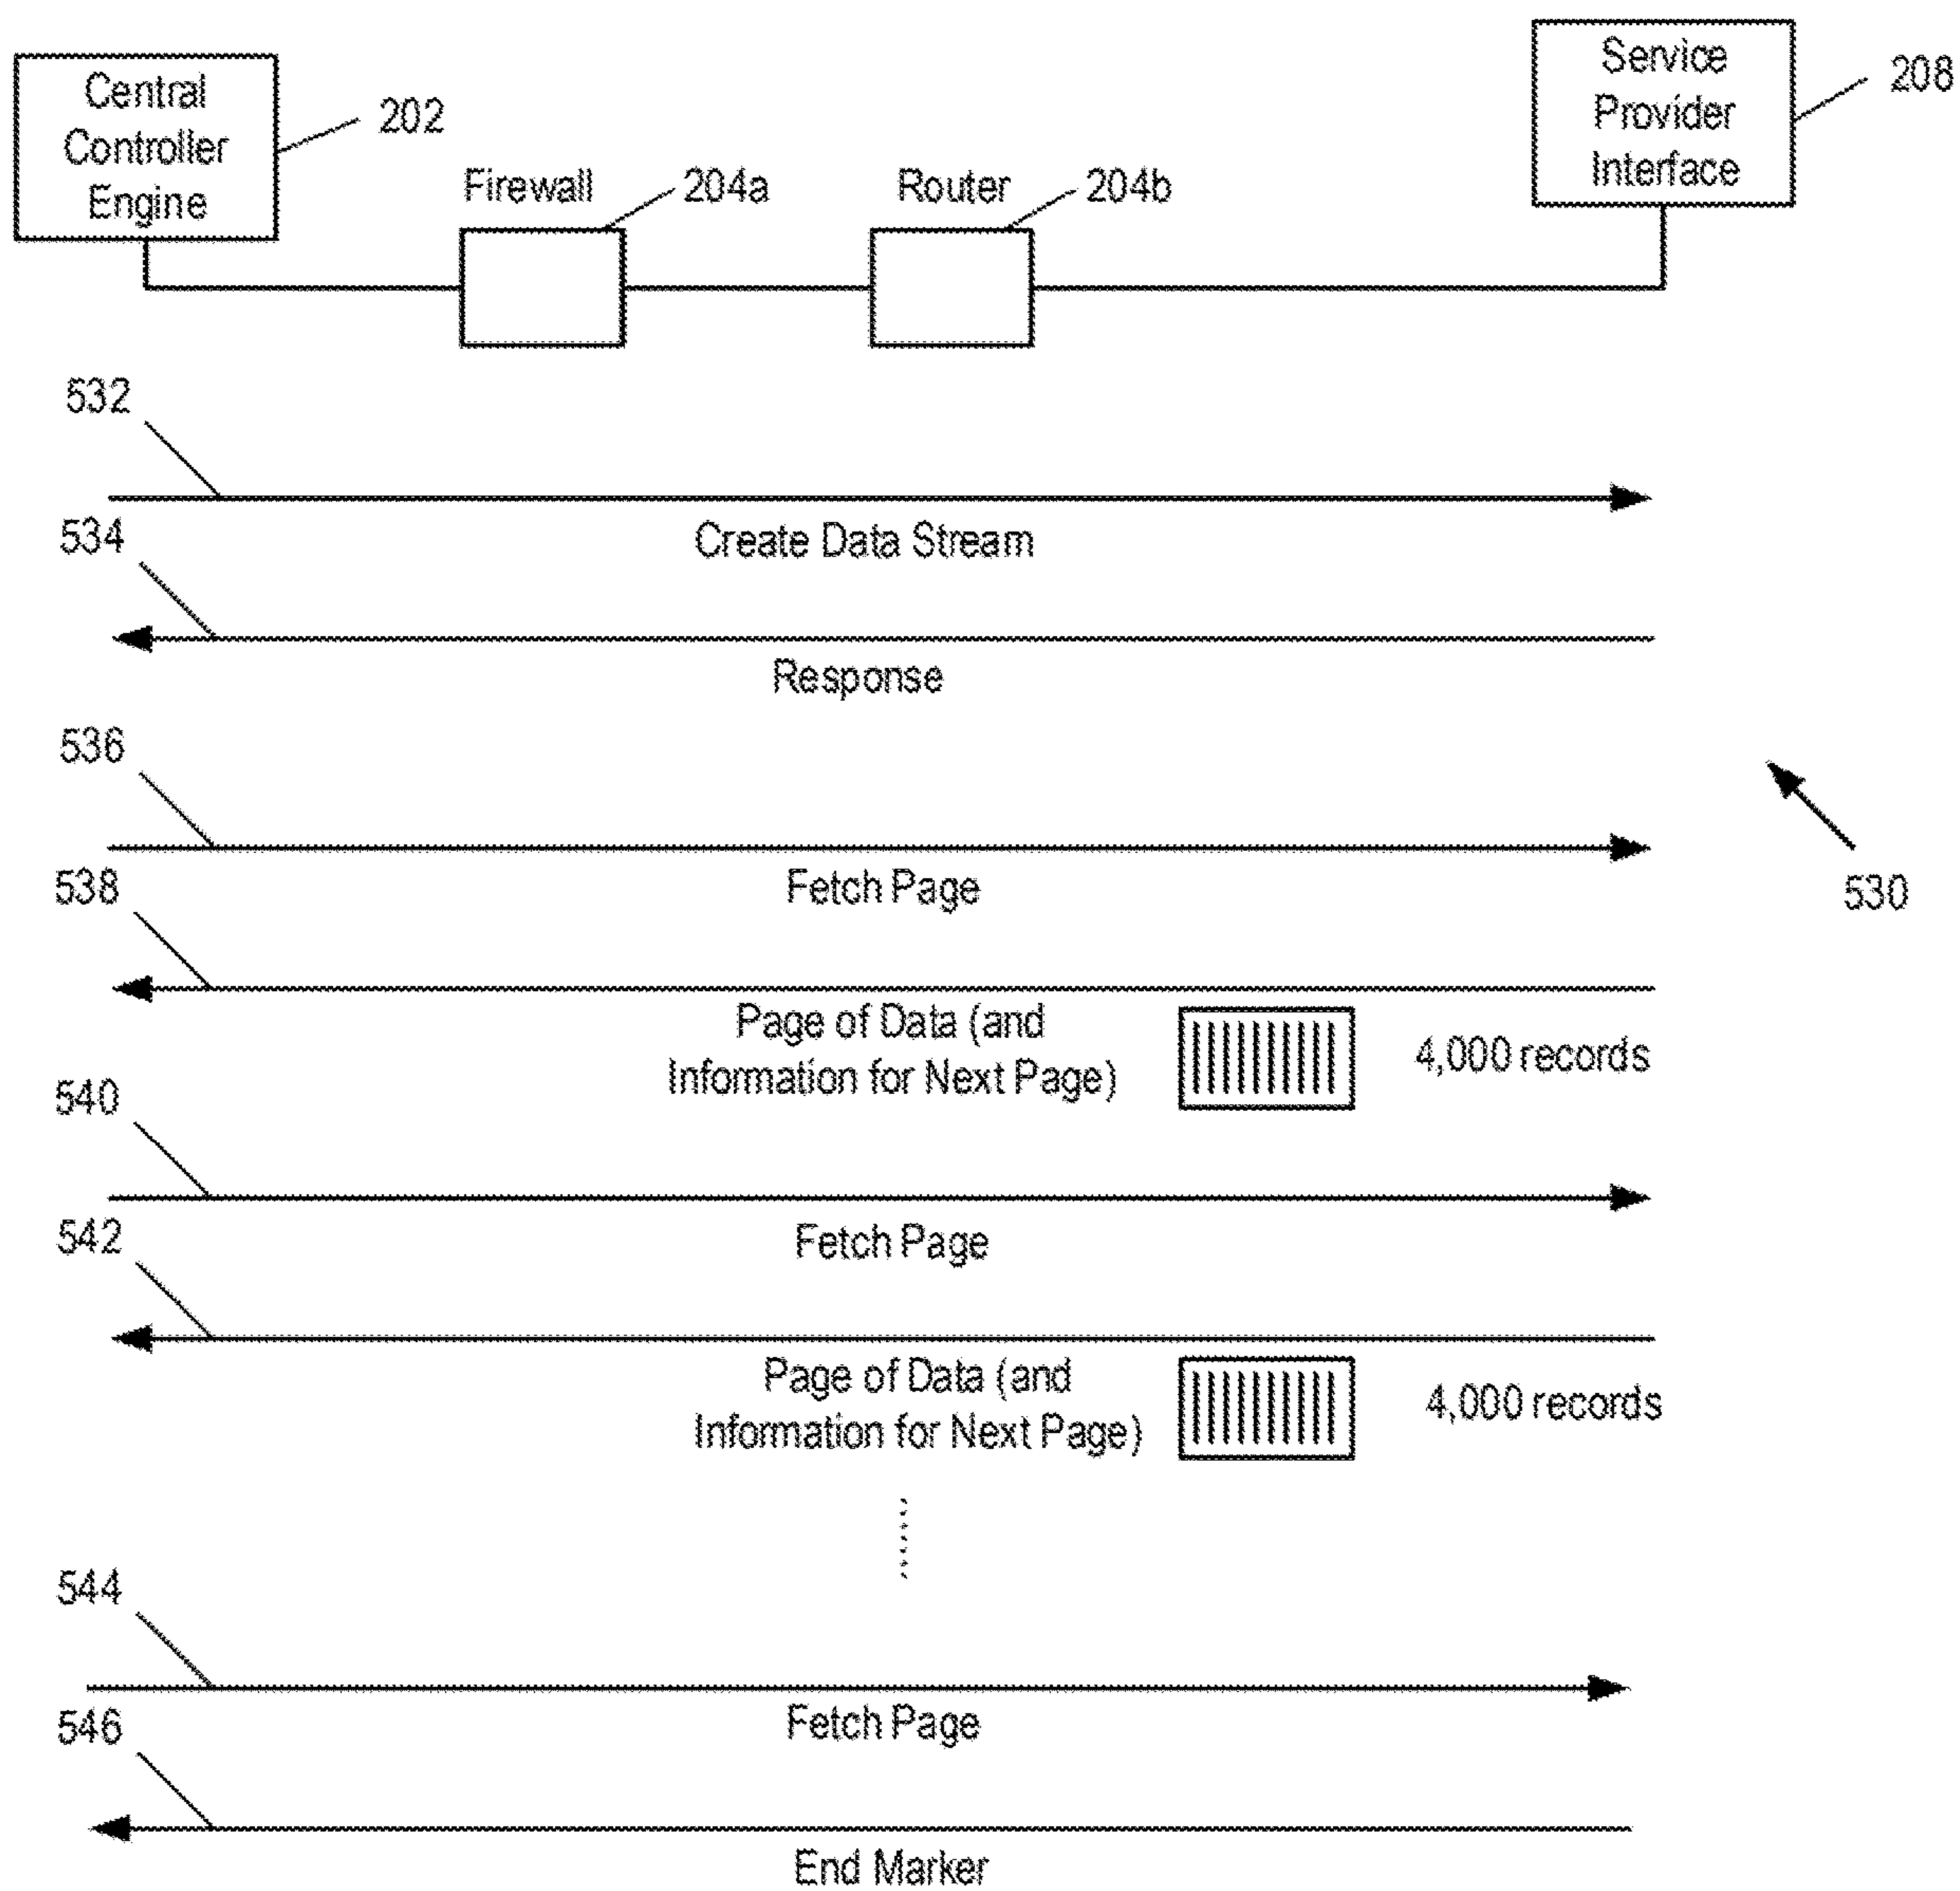 Central
Controller
Engine
202
Firewall
204a
Router
204b
Service
Provider
Interface
208
532
Create Data Stream
534
Response
536
Fetch Page
530
538
Page of Data (and
Information for Next Page)
4,000 records
540
Fetch Page
542
Page of Data (and
Information for Next Page)
4,000 records
544
Fetch Page
546
End Marker